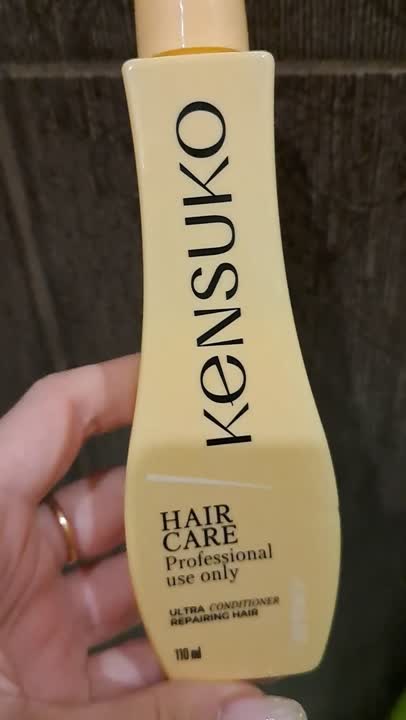 KeNSUKO
HAIR
CARE
Professional
use only
ULTRA CONDITIONER
REPAIRING HAIR
110 ml